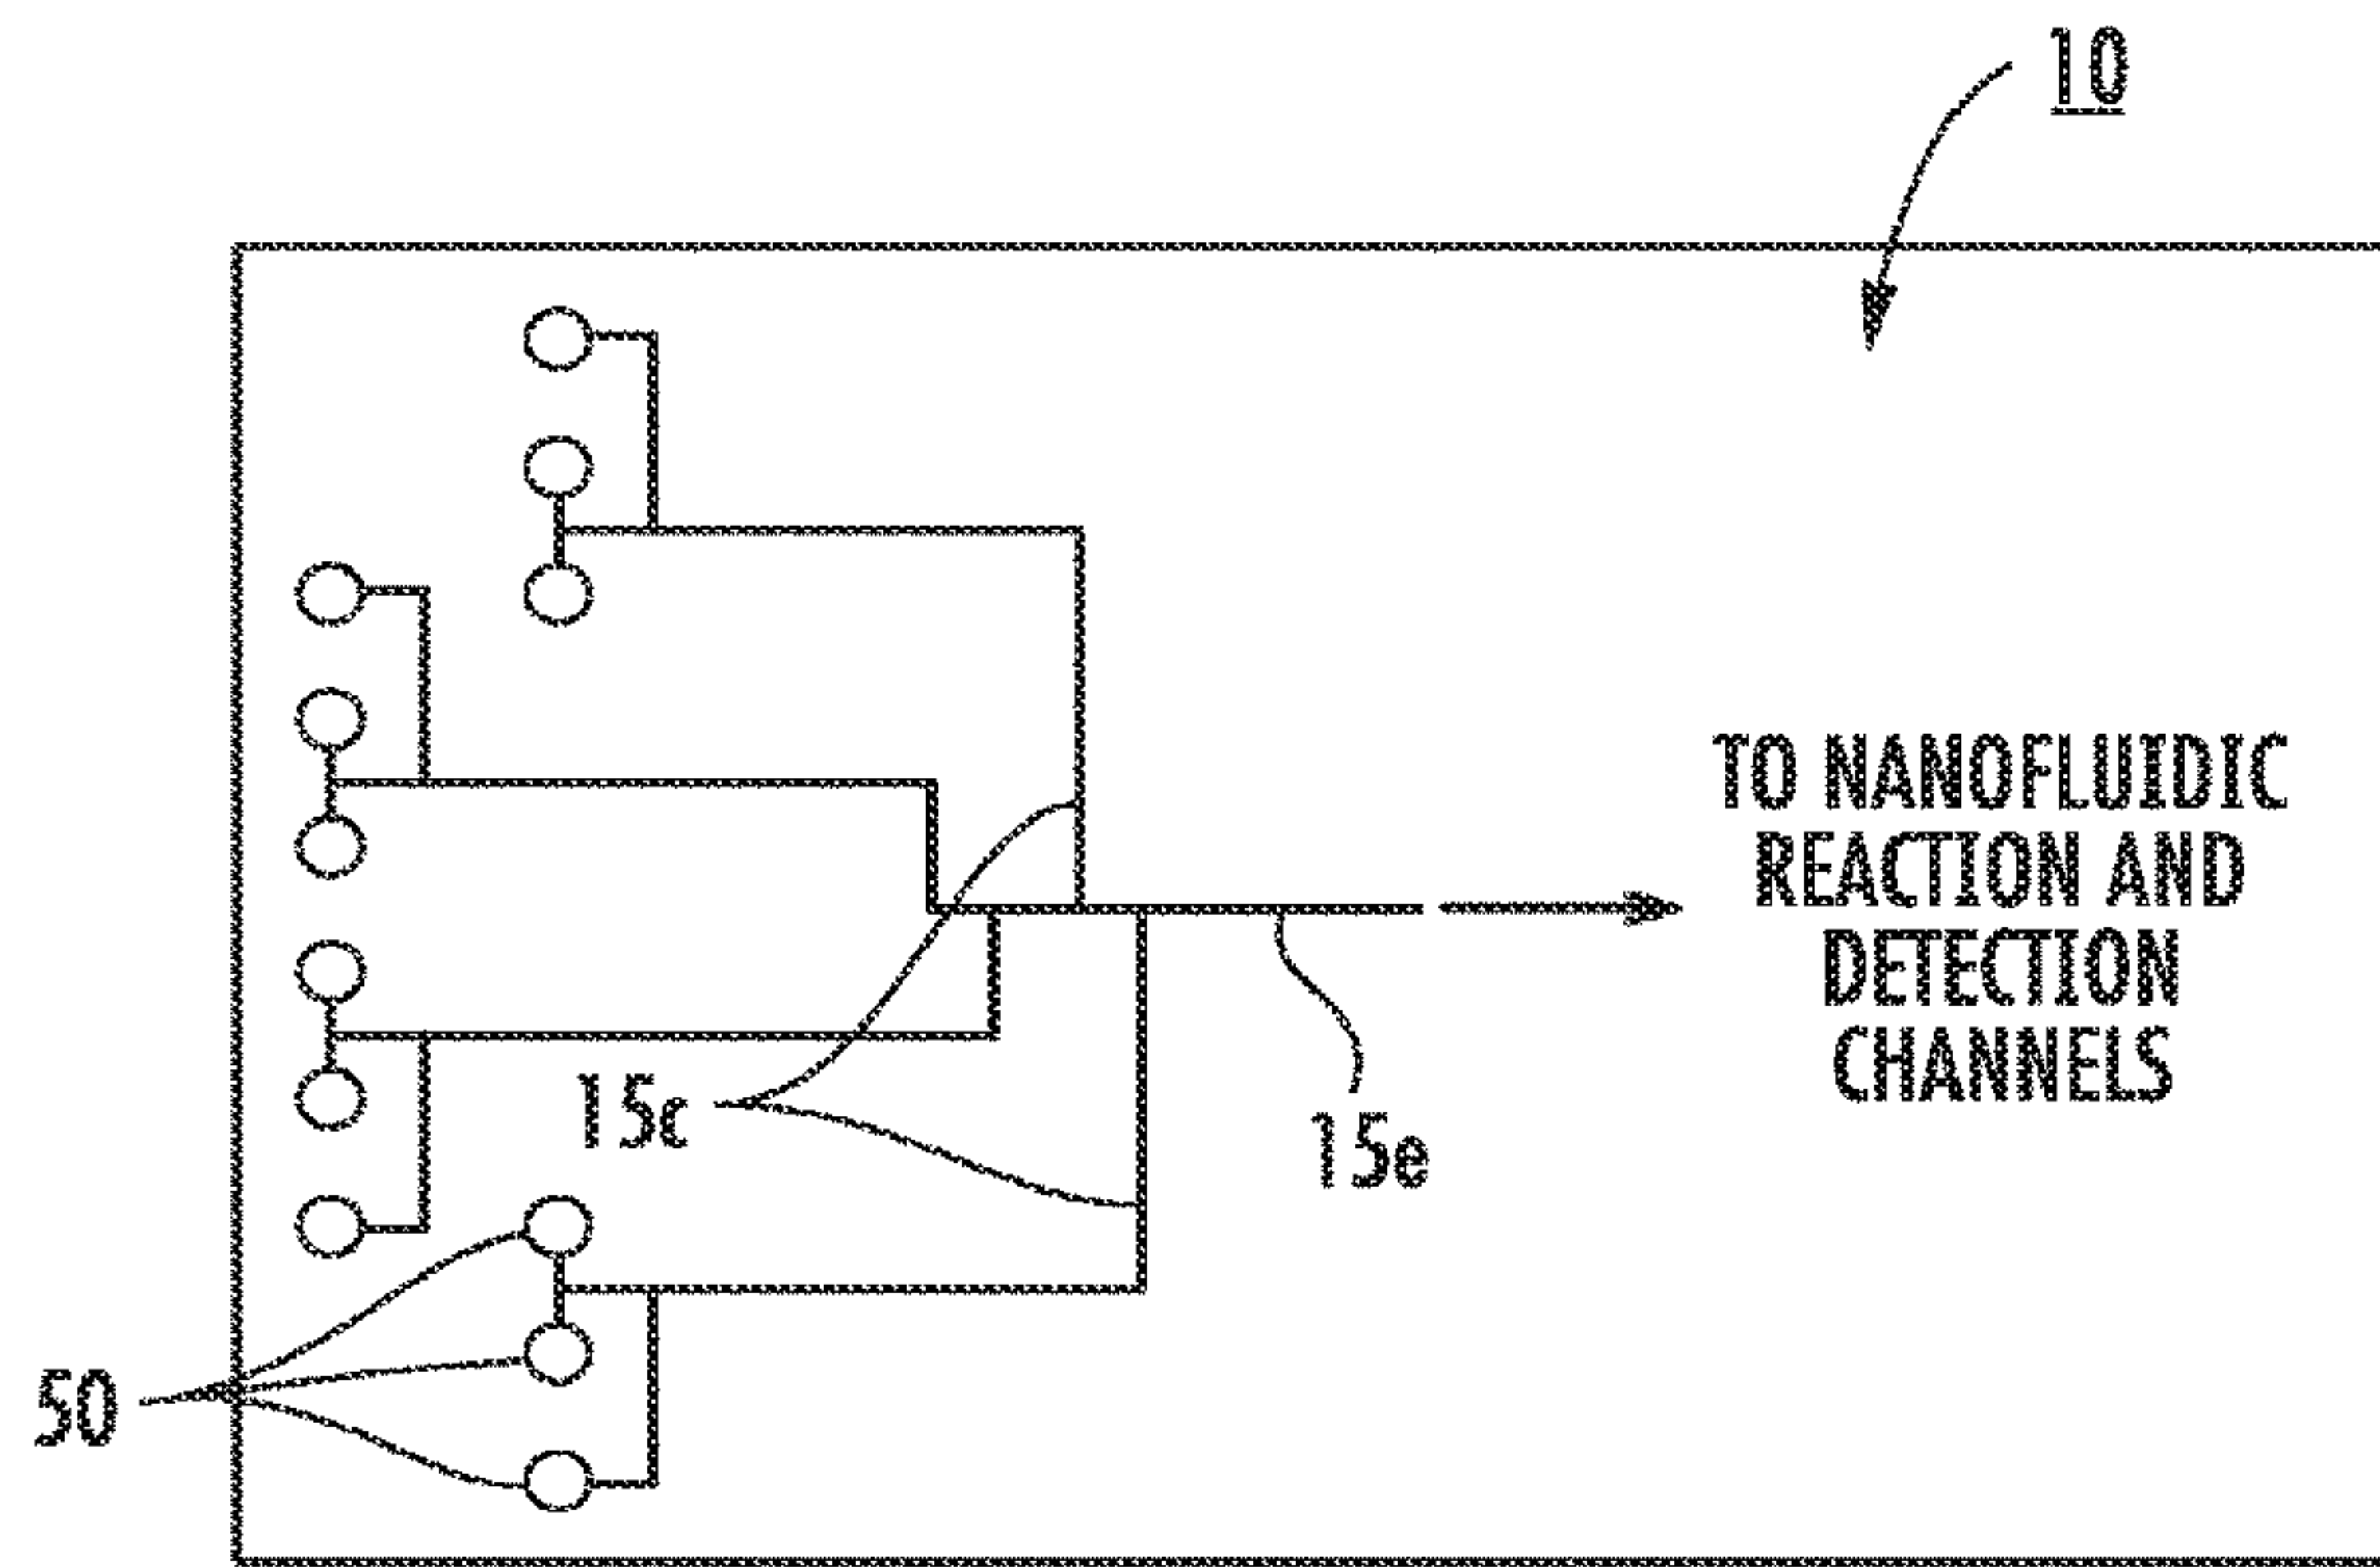 10
TO NANOFLUIDIC
REACTION AND
DETECTION
CHANNELS
15c
15e
50